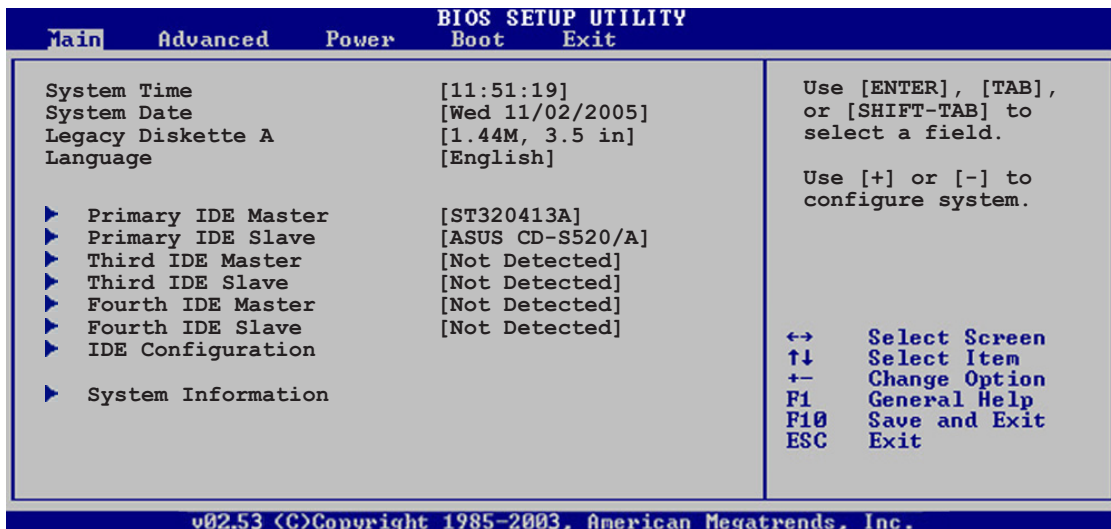 BIOS SETUP UTILITY
Main Advanced Power Boot Exit
System Time [11:51:19]
System Date [Wed 11/02/2005]
Legacy Diskette A [1.44M, 3.5 in]
Language [English]
Primary IDE Master [ST320413A]
Primary IDE Slave [ASUS CD-S520/A]
Third IDE Master [Not Detected]
Third IDE Slave [Not Detected]
Fourth IDE Master [Not Detected]
Fourth IDE Slave [Not Detected]
IDE Configuration
System Information
Use [ENTER], [TAB],
or [SHIFT-TAB] to
select a field.
Use [+] or [-] to
configure system.
←→ Select Screen
↑↓ Select Item
+- Change Option
F1 General Help
F10 Save and Exit
ESC Exit
v02.53 (C)Copyright 1985-2003, American Megatrends, Inc.